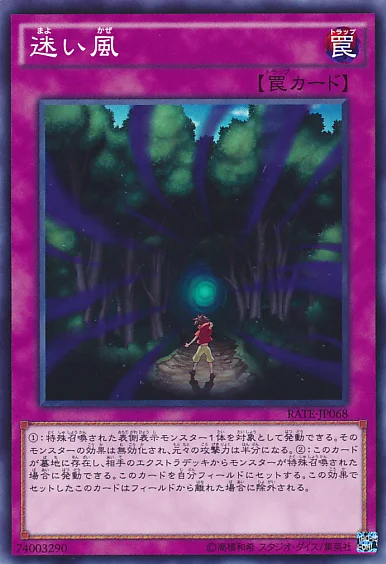 迷い風
罠
【罠カード】
RATE-JP068
①:特殊召喚された表側表示モンスター1体を対象として発動できる。そ
のモンスターの効果は無効化され、元々の攻撃力は半分になる。②:このカード
が墓地に存在し、相手のエクストラデッキからモンスターが特殊召喚された
場合に発動できる。このカードを自分フィールドにセットする。この効果で
セットしたこのカードはフィールドから離れた場合に除外される。
74003290
©高橋和希 スタジオ・ダイス/集英社